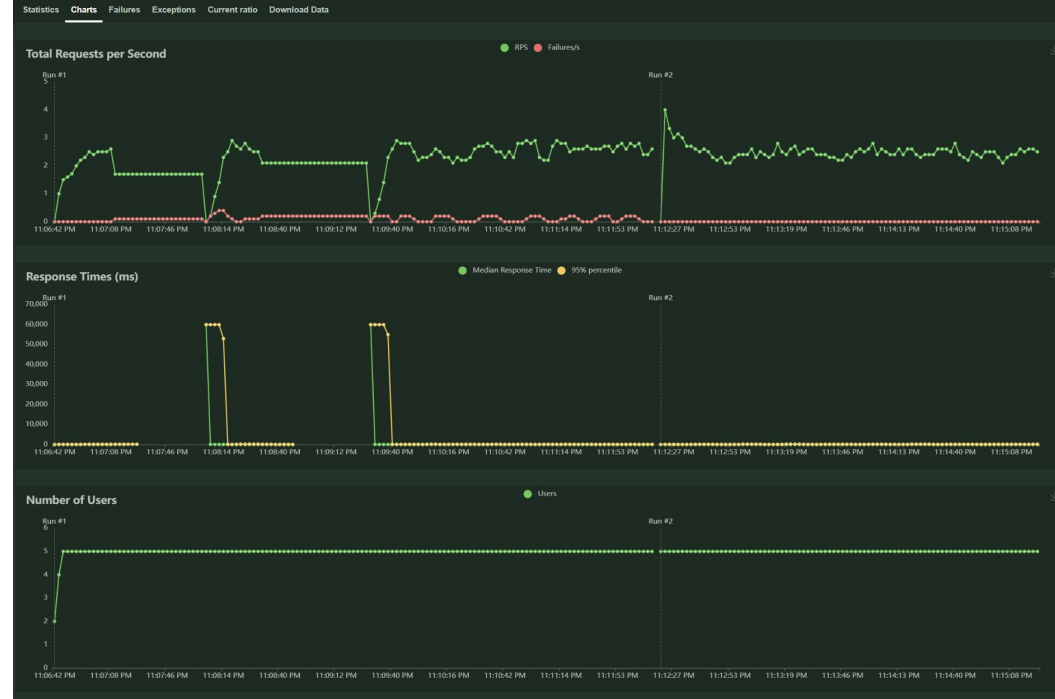 Statistics Charts Failures Exceptions Current ratio Download Data
Total Requests per Second
RPS Failures/s
Run #1 Run #2
5
4
3
2
1
0
11:06:42 PM 11:07:08 PM 11:07:46 PM 11:08:14 PM 11:08:40 PM 11:09:12 PM 11:09:40 PM 11:10:16 PM 11:10:42 PM 11:11:14 PM 11:11:53 PM 11:12:27 PM 11:12:53 PM 11:13:19 PM 11:13:46 PM 11:14:13 PM 11:14:40 PM 11:15:08 PM
Response Times (ms)
Median Response Time 95% percentile
Run #1 Run #2
70,000
60,000
50,000
40,000
30,000
20,000
10,000
0
11:06:42 PM 11:07:08 PM 11:07:46 PM 11:08:14 PM 11:08:40 PM 11:09:12 PM 11:09:40 PM 11:10:16 PM 11:10:42 PM 11:11:14 PM 11:11:53 PM 11:12:27 PM 11:12:53 PM 11:13:19 PM 11:13:46 PM 11:14:13 PM 11:14:40 PM 11:15:08 PM
Number of Users
Users
Run #1 Run #2
6
5
4
3
2
1
0
11:06:42 PM 11:07:08 PM 11:07:46 PM 11:08:14 PM 11:08:40 PM 11:09:12 PM 11:09:40 PM 11:10:16 PM 11:10:42 PM 11:11:14 PM 11:11:53 PM 11:12:27 PM 11:12:53 PM 11:13:19 PM 11:13:46 PM 11:14:13 PM 11:14:40 PM 11:15:08 PM